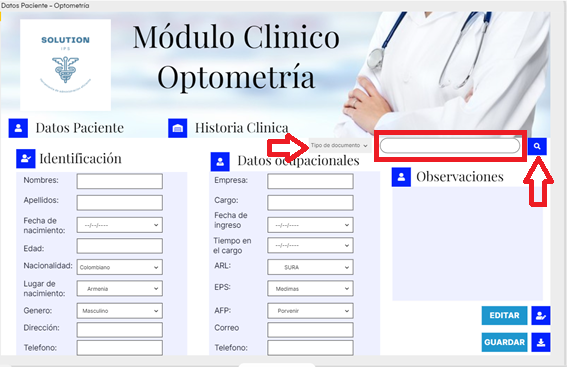 Datos Paciente - Optometría
SOLUTION
IPS
Módulo Clinico
Optometría
Datos Paciente
Historia Clinica
Tipo de documento
Identificación
Datos ocupacionales
Observaciones
Nombres:
Apellidos:
Fecha de
nacimiento:
--/--/----
Edad:
Nacionalidad:
Colombiano
Lugar de
nacimiento:
Armenia
Genero:
Masculino
Dirección:
Telefono:
Empresa:
Cargo:
Fecha de
ingreso
--/--/----
Tiempo en
el cargo
--/--/----
ARL:
SURA
EPS:
Medimas
AFP:
Porvenir
Correo
Telefono:
EDITAR
GUARDAR